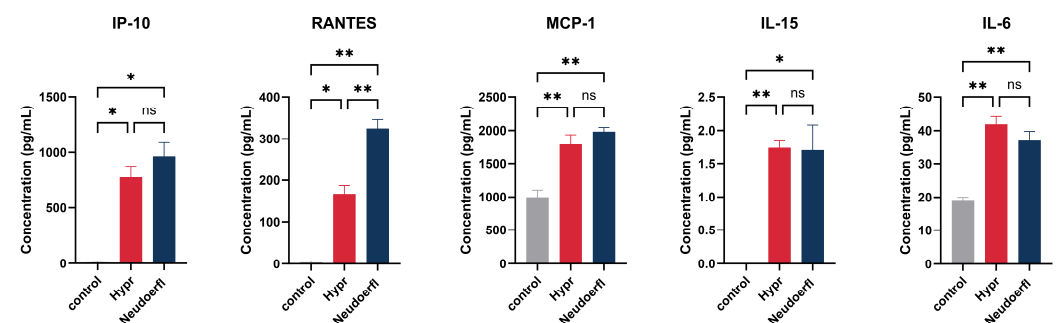 IP-10
* * ns
Concentration (pg/mL)
1500
1000
500
0
control Hypr Neudoerfl
RANTES
** * **
Concentration (pg/mL)
400
300
200
100
0
control Hypr Neudoerfl
MCP-1
** ** ns
Concentration (pg/mL)
2500
2000
1500
1000
500
0
control Hypr Neudoerfl
IL-15
* ** ns
Concentration (pg/mL)
2.5
2.0
1.5
1.0
0.5
0.0
control Hypr Neudoerfl
IL-6
** ** ns
Concentration (pg/mL)
50
40
30
20
10
0
control Hypr Neudoerfl